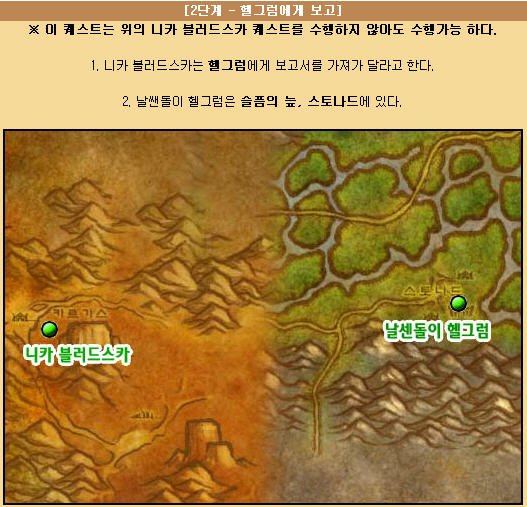 [2단계 - 헬그럼에게 보고]
※ 이 퀘스트는 위의 니카 블러드스카 퀘스트를 수행하지 않아도 수행가능 하다.
1. 니카 블러드스카는 헬그럼에게 보고서를 가져가 달라고 한다.
2. 날쌘돌이 헬그럼은 슬픔의 늪, 스토나드에 있다.
스토나드
카르가스
날센돌이 헬그럼
니카 블러드스카